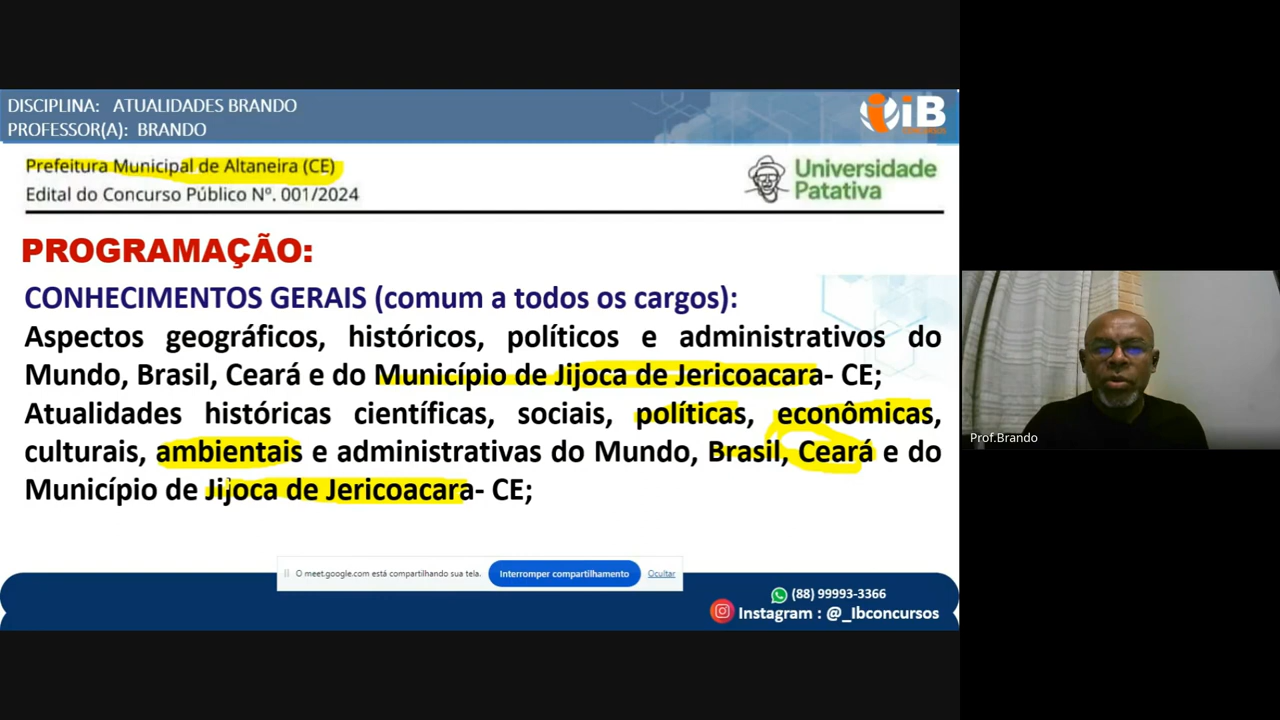 DISCIPLINA: ATUALIDADES BRANDO
PROFESSOR(A): BRANDO
iB
CONCURSOS
Prefeitura Municipal de Altaneira (CE)
Edital do Concurso Público Nº. 001/2024
Universidade
Patativa
PROGRAMAÇÃO:
CONHECIMENTOS GERAIS (comum a todos os cargos):
Aspectos geográficos, históricos, políticos e administrativos do
Mundo, Brasil, Ceará e do Município de Jijoca de Jericoacara- CE;
Atualidades históricas científicas, sociais, políticas, econômicas,
culturais, ambientais e administrativas do Mundo, Brasil, Ceará e do
Município de Jijoca de Jericoacara- CE;
O meet.google.com está compartilhando sua tela.
Interromper compartilhamento
Ocultar
(88) 99993-3366
Instagram : @_Ibconcursos
Prof.Brando